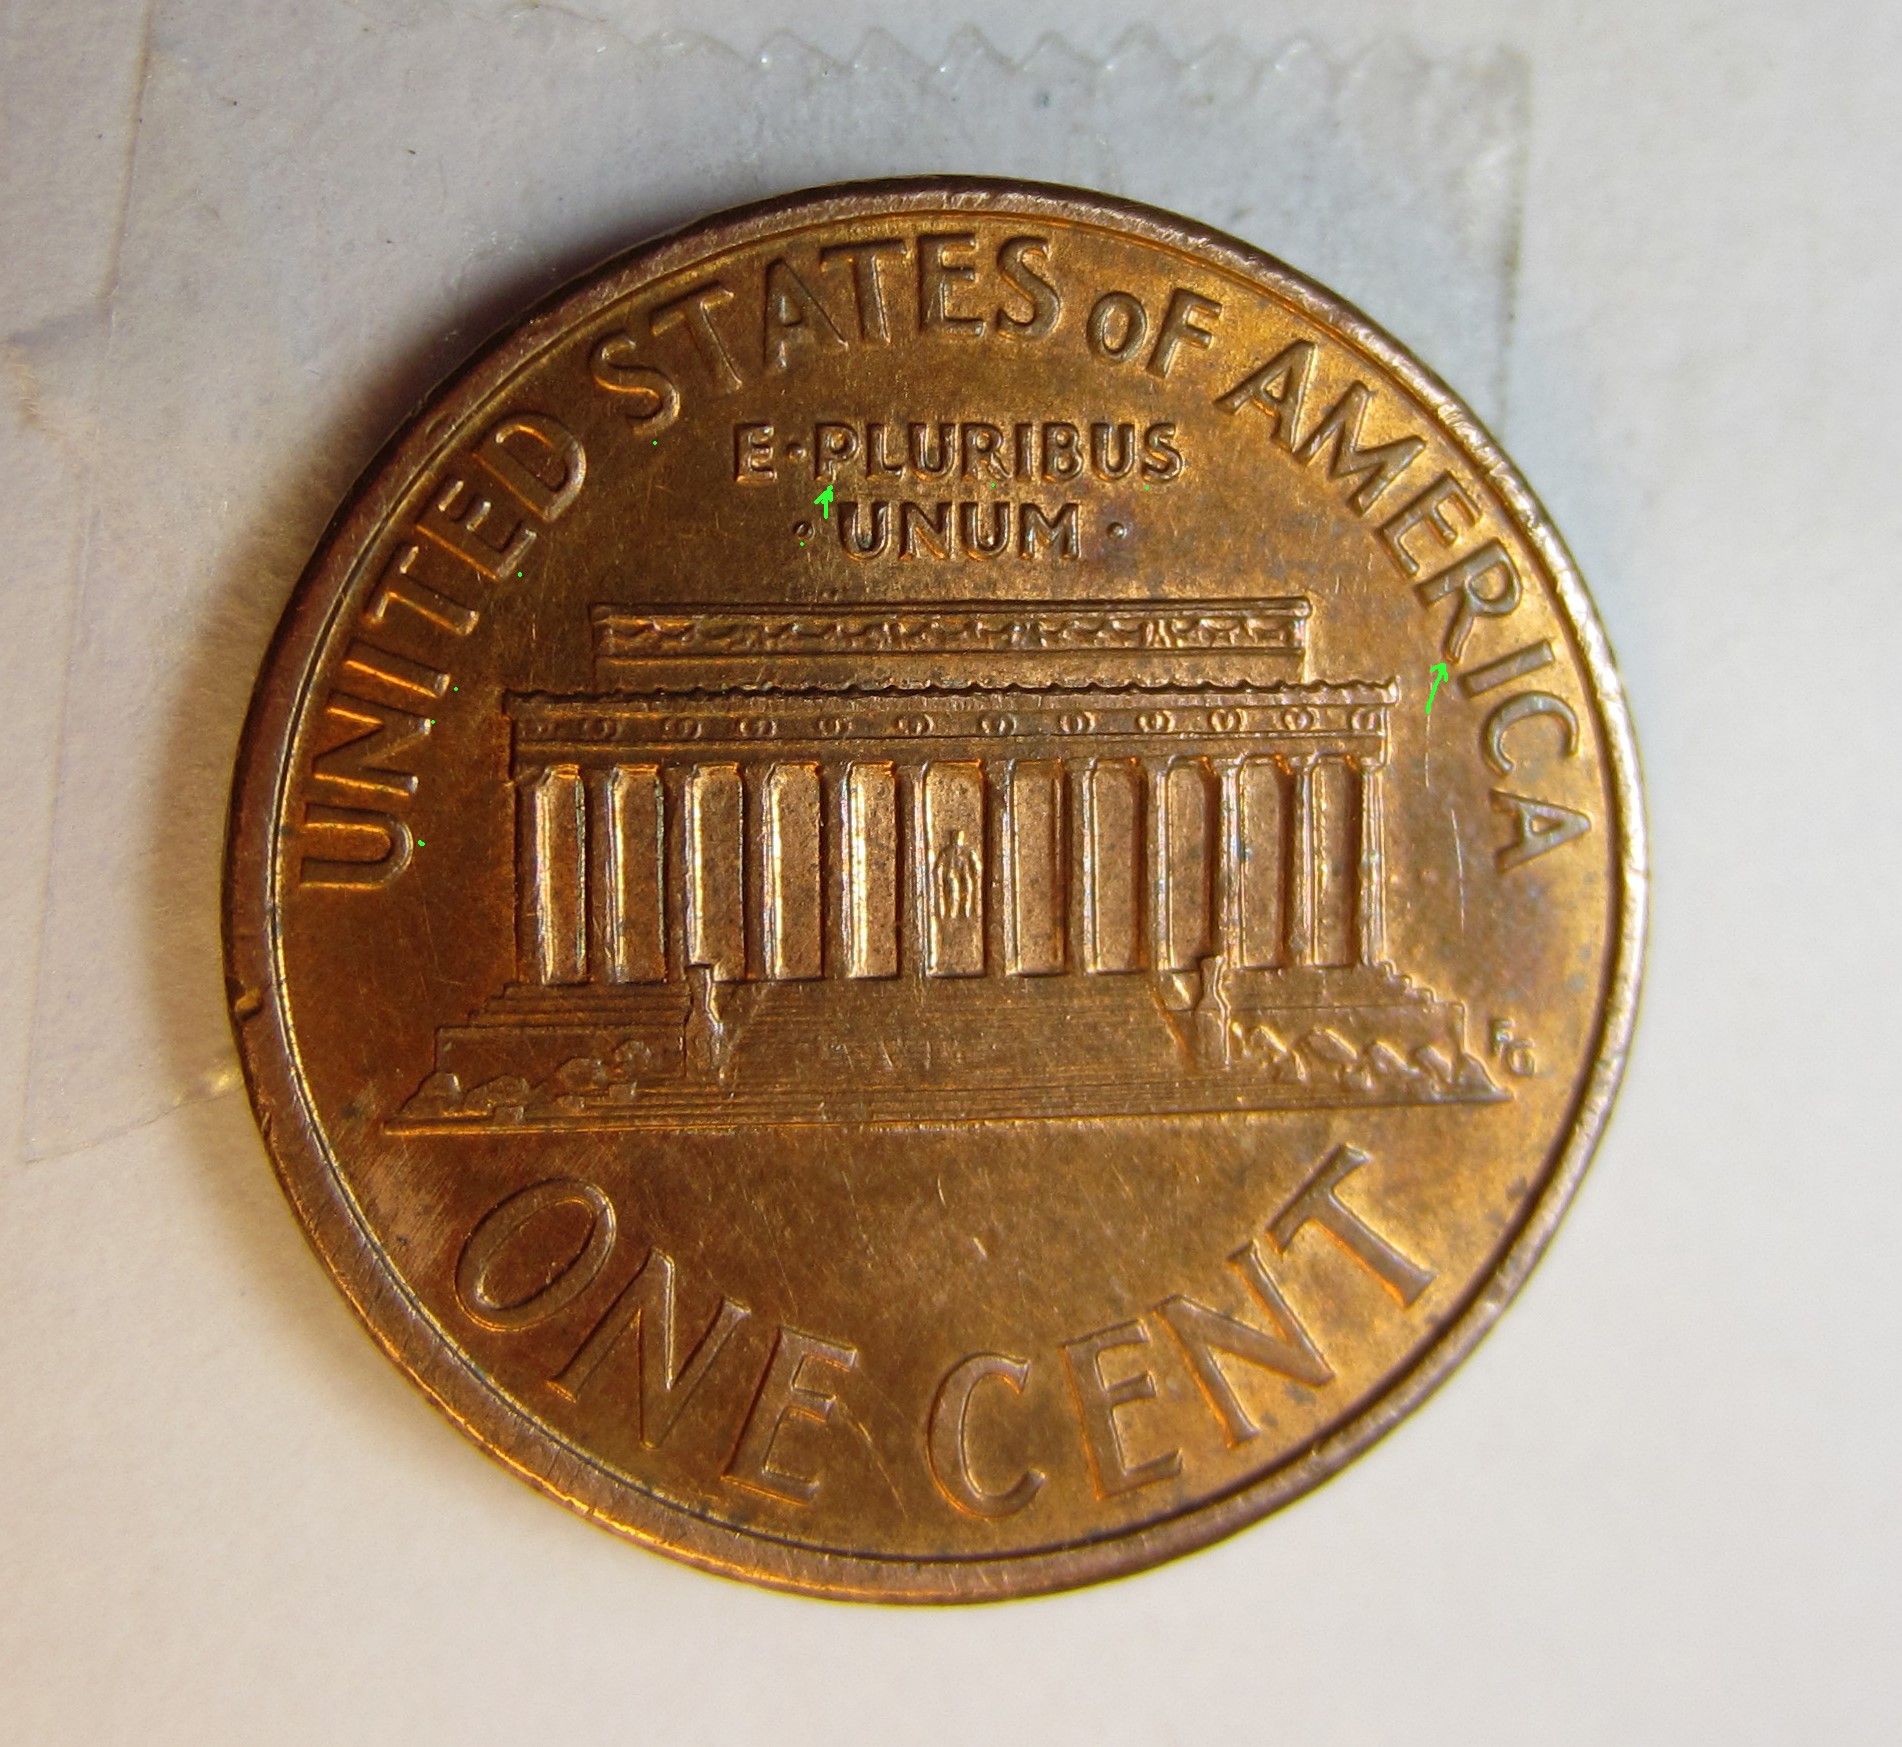 UNITED STATES OF AMERICA
E·PLURIBUS
·UNUM·
FG
ONE CENT